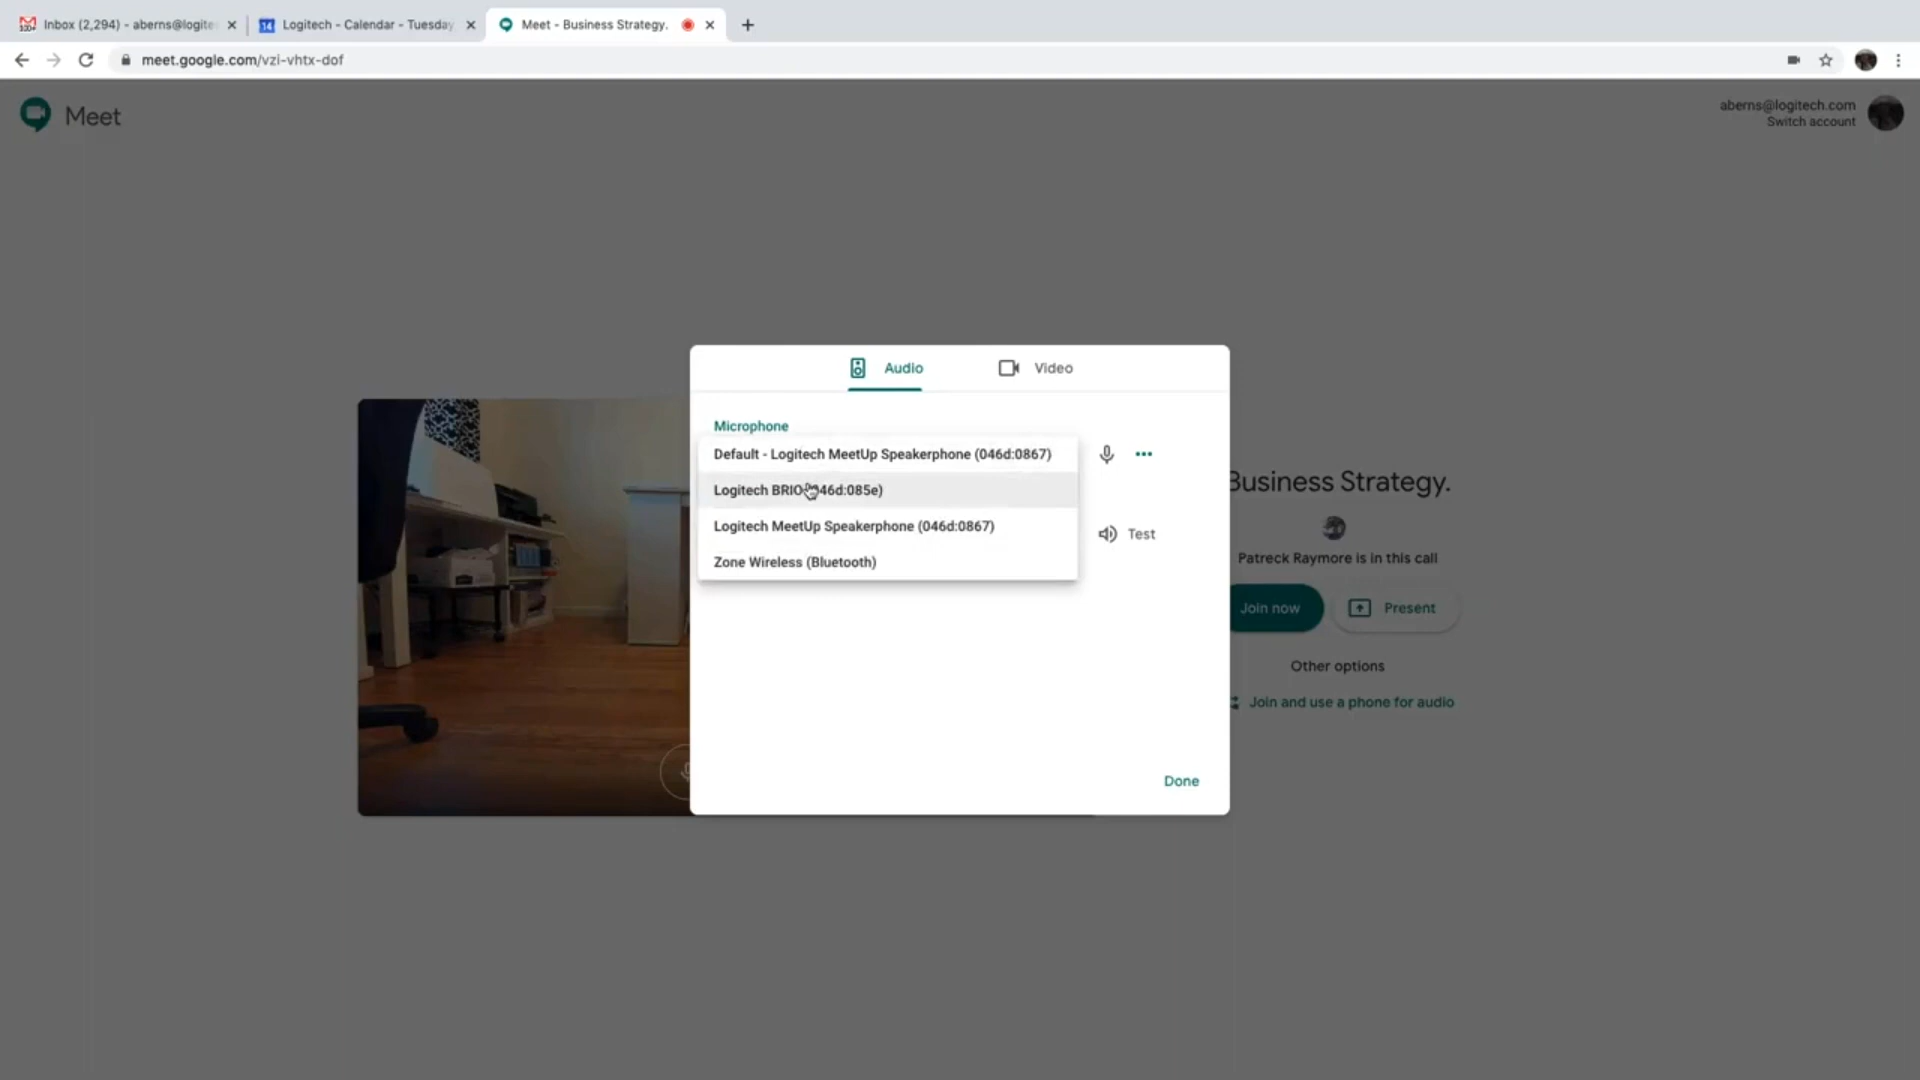 Inbox (2,294) - aberns@logite
Logitech - Calendar - Tuesday
Meet - Business Strategy.
meet.google.com/vzi-vhtx-dof
Meet
aberns@logitech.com
Switch account
Audio
Video
Microphone
Default - Logitech MeetUp Speakerphone (046d:0867)
Logitech BRIO 046d:085e)
Logitech MeetUp Speakerphone (046d:0867)
Test
Zone Wireless (Bluetooth)
Business Strategy.
Patreck Raymore is in this call
Join now
Present
Other options
Join and use a phone for audio
Done